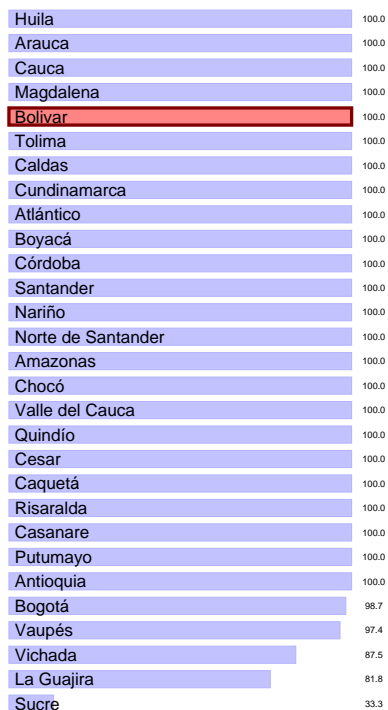 Huila 100.0
Arauca 100.0
Cauca 100.0
Magdalena 100.0
Bolivar 100.0
Tolima 100.0
Caldas 100.0
Cundinamarca 100.0
Atlántico 100.0
Boyacá 100.0
Córdoba 100.0
Santander 100.0
Nariño 100.0
Norte de Santander 100.0
Amazonas 100.0
Chocó 100.0
Valle del Cauca 100.0
Quindío 100.0
Cesar 100.0
Caquetá 100.0
Risaralda 100.0
Casanare 100.0
Putumayo 100.0
Antioquia 100.0
Bogotá 98.7
Vaupés 97.4
Vichada 87.5
La Guajira 81.8
Sucre 33.3